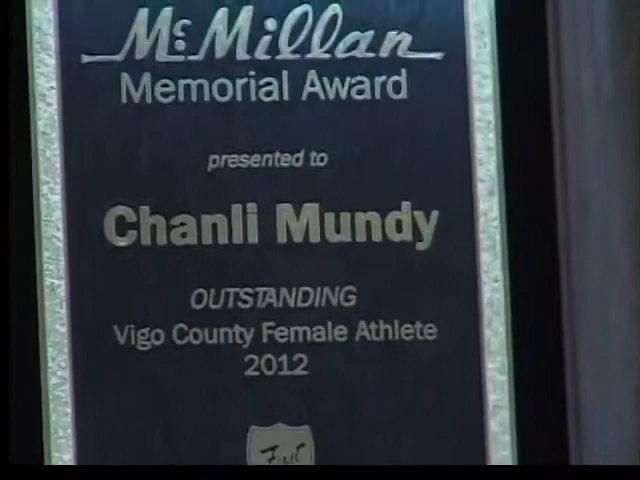 McMillan
Memorial Award
presented to
Chanli Mundy
OUTSTANDING
Vigo County Female Athlete
2012